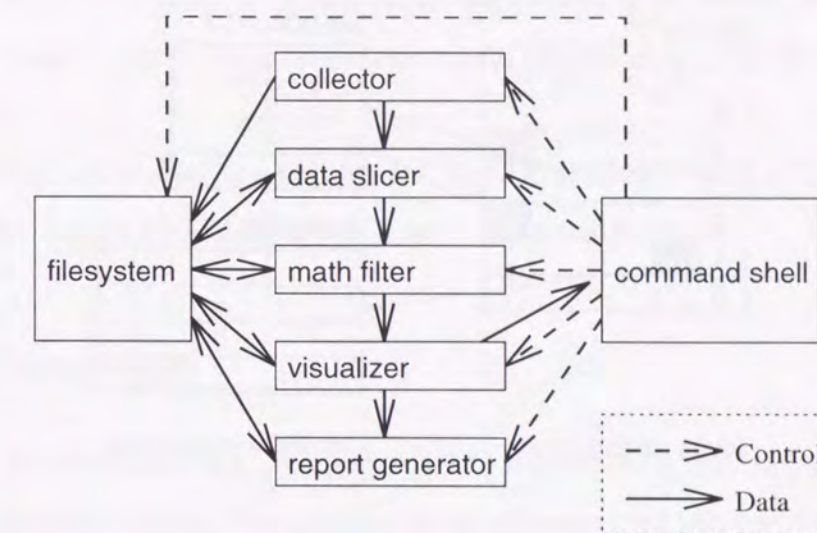 collector
data slicer
filesystem
math filter
command shell
visualizer
report generator
Control
Data